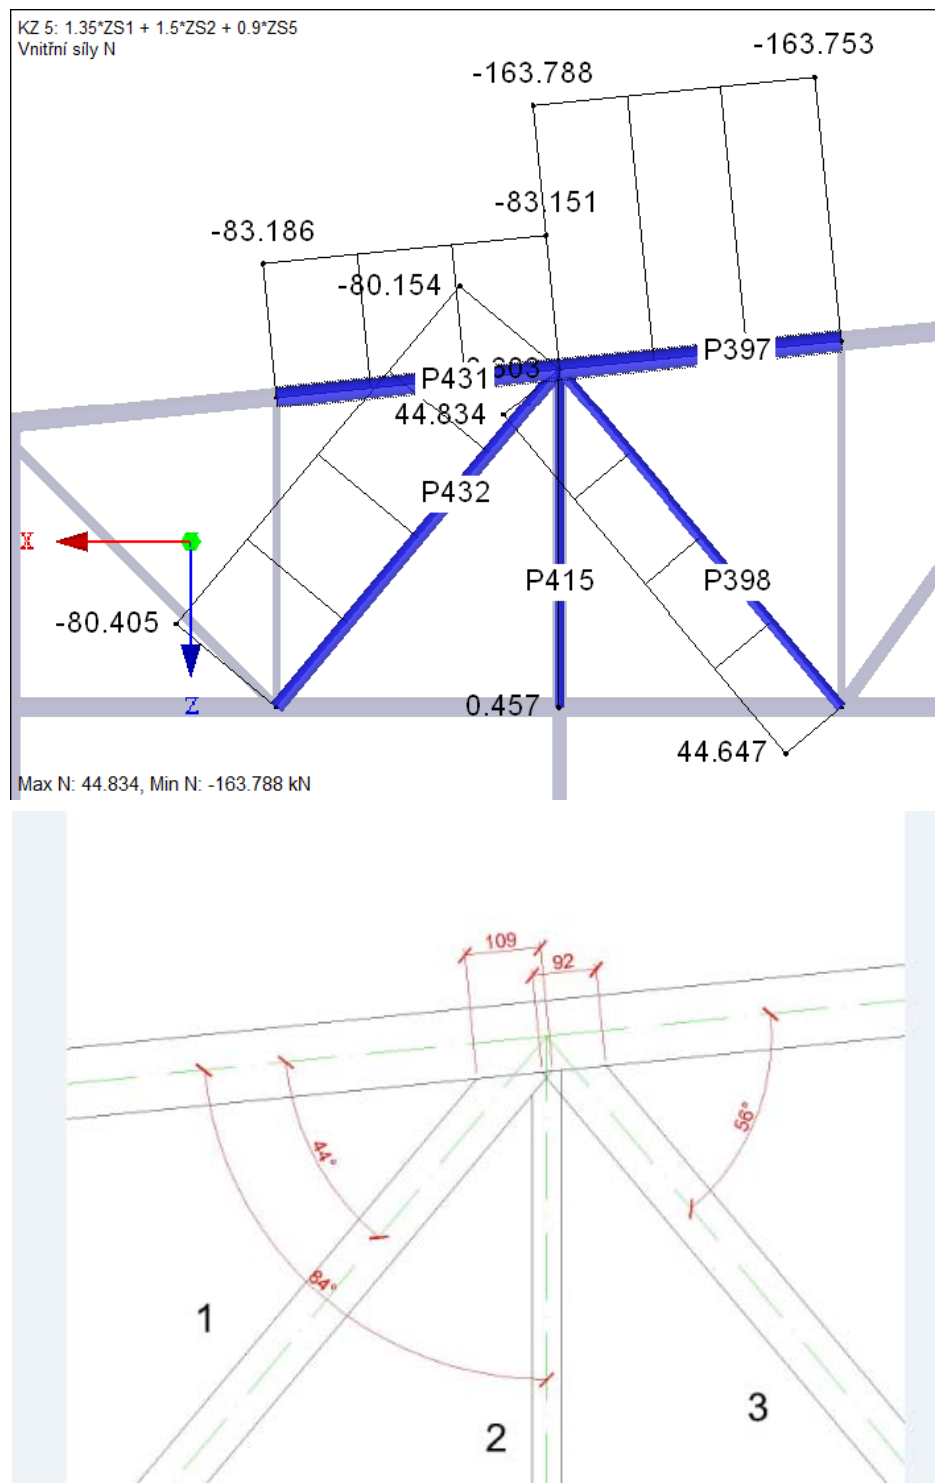 KZ 5: 1.35*ZS1 + 1.5*ZS2 + 0.9*ZS5
Vnitřní síly N
-163.753
-163.788
-83.151
-83.186
-80.154
P397
P431
44.834
P432
X
P415
P398
-80.405
Z
0.457
44.647
Max N: 44.834, Min N: -163.788 kN
109
92
56°
44°
84°
1
2
3